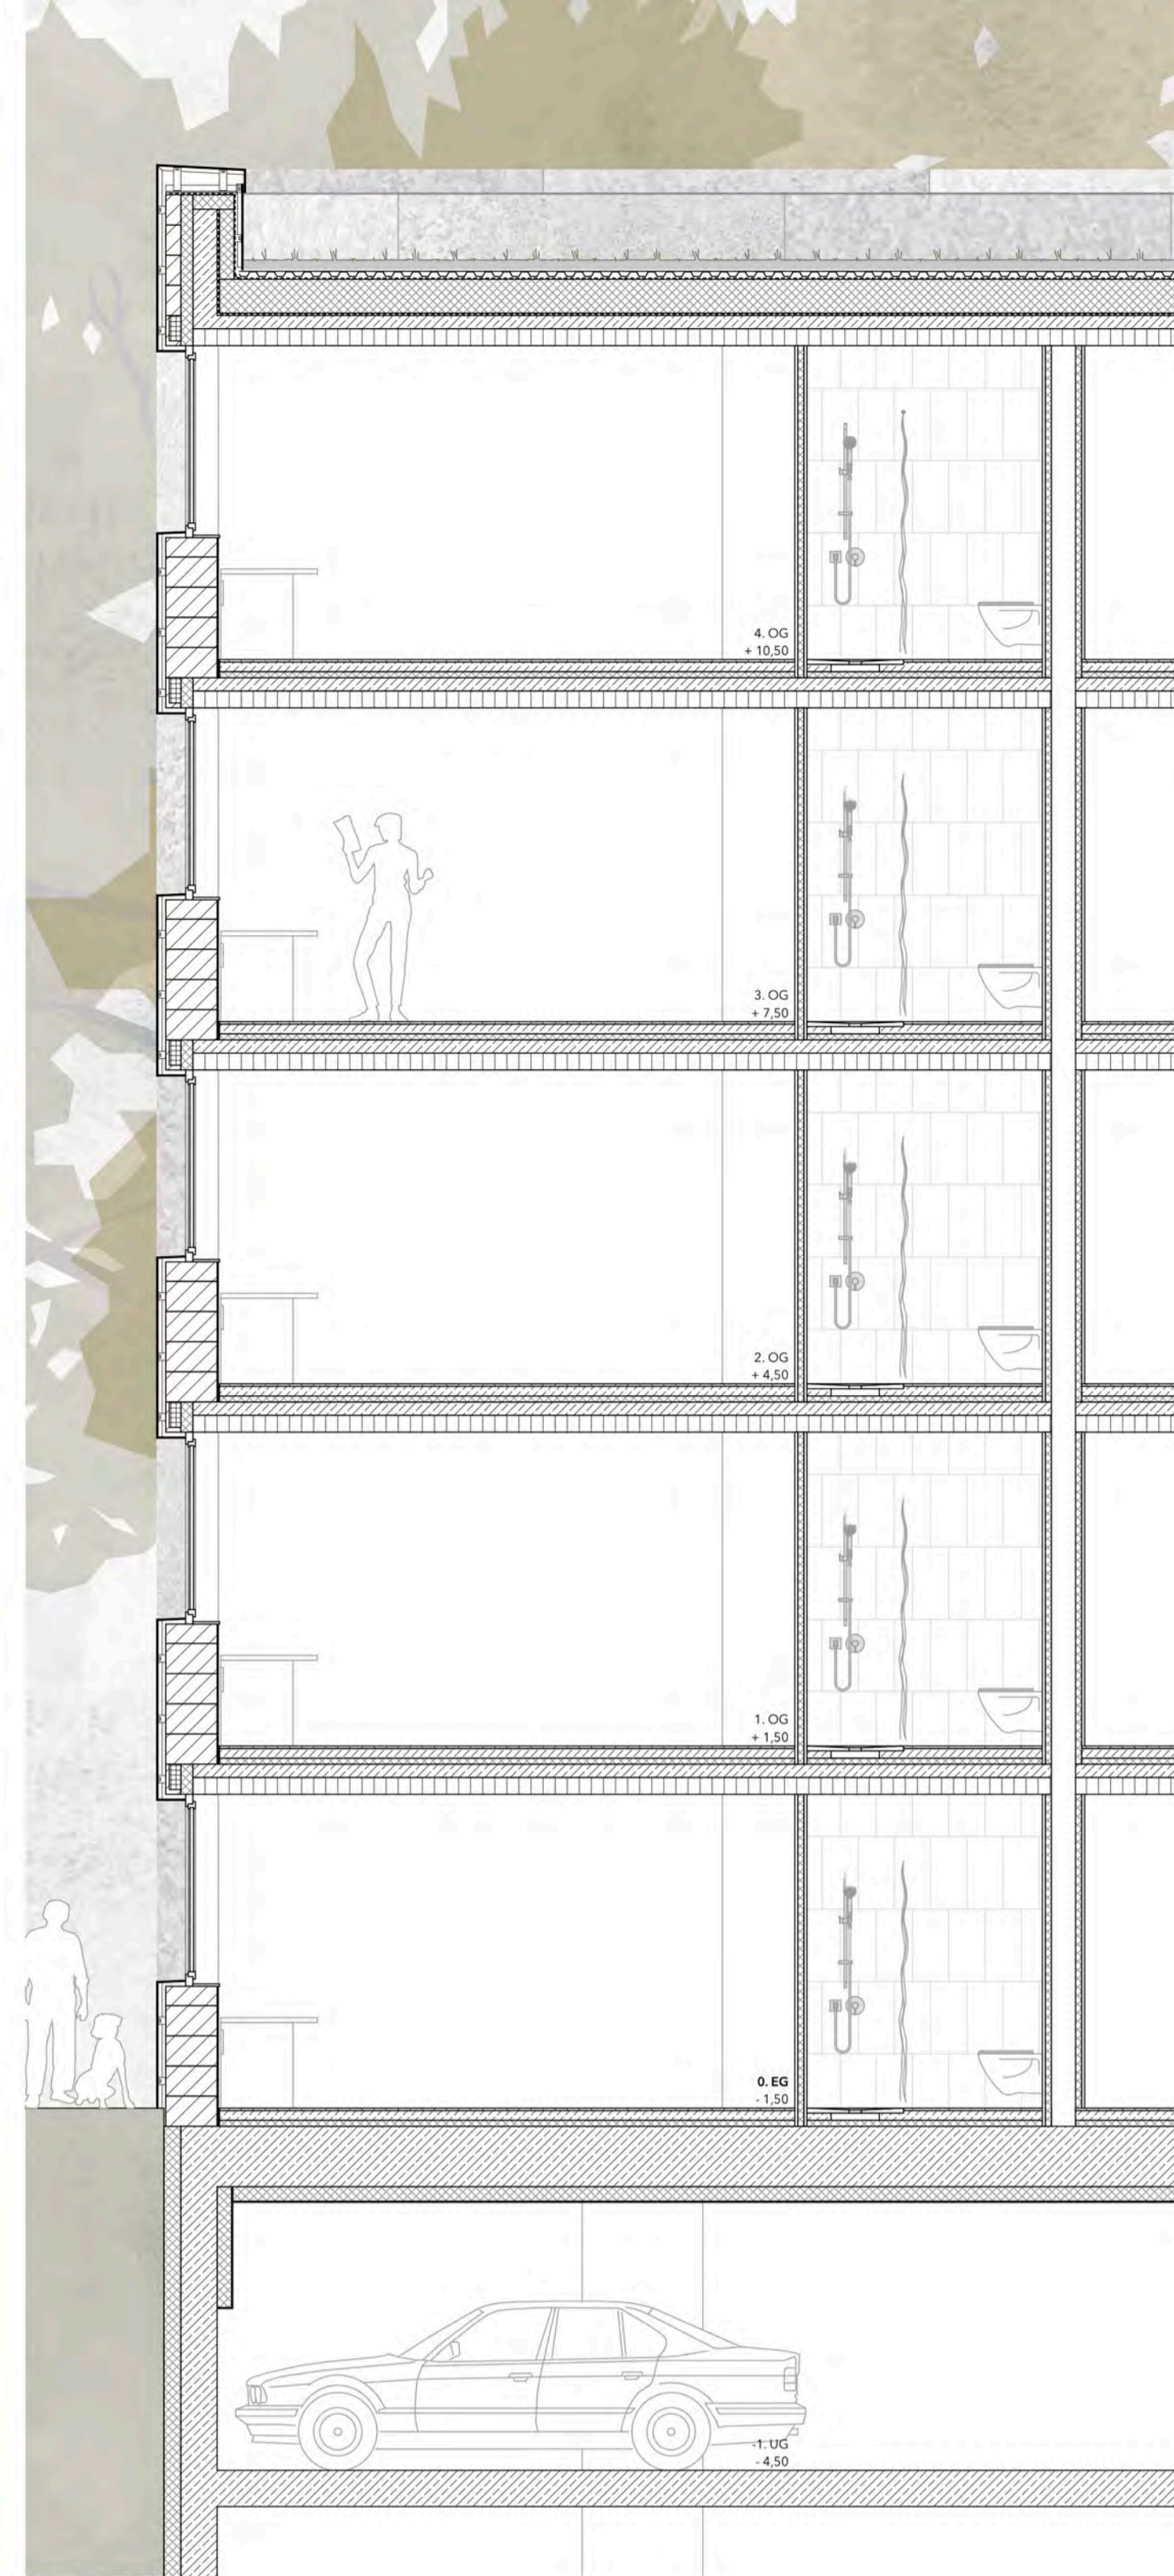 4. OG
+ 10,50
3. OG
+ 7,50
2. OG
+ 4,50
1. OG
+ 1,50
0. EG
- 1,50
-1. UG
- 4,50